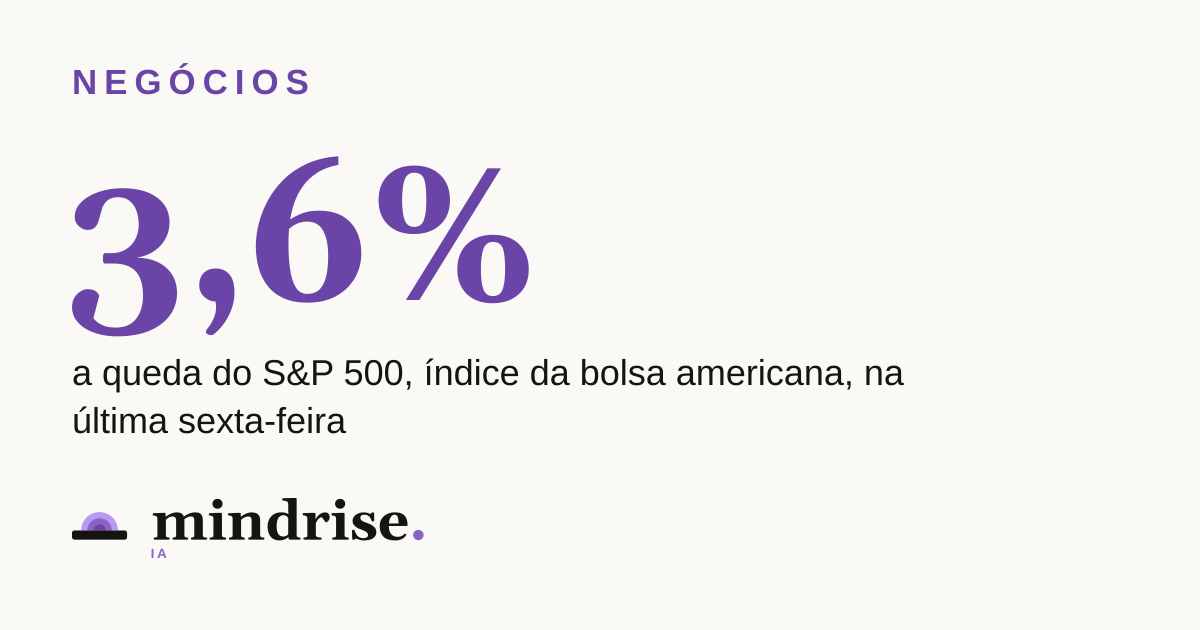 NEGÓCIOS
3,6%
a queda do S&P 500, índice da bolsa americana, na
última sexta-feira
mindrise.
IA